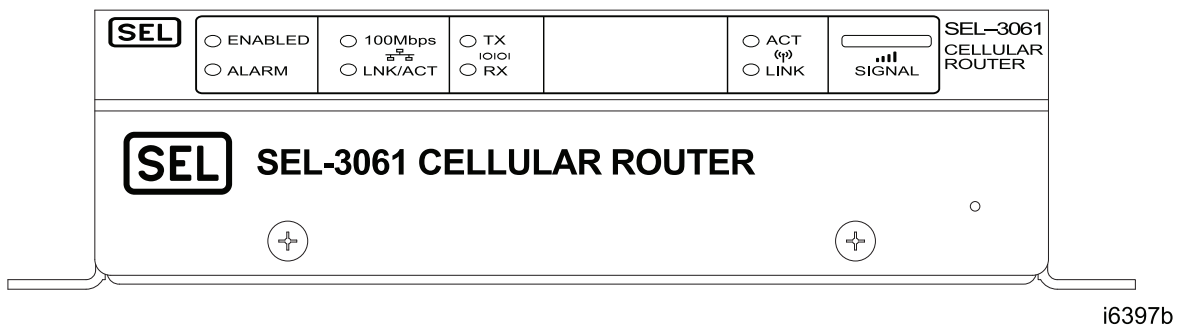 SEL
ENABLED
ALARM
100Mbps
LNK/ACT
TX
IOIOI
RX
ACT
LINK
SIGNAL
SEL–3061
CELLULAR
ROUTER
SEL SEL-3061 CELLULAR ROUTER
i6397b